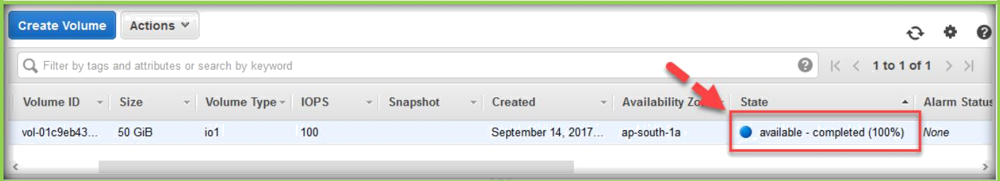 Create Volume Actions
Filter by tags and attributes or search by keyword 1 to 1 of 1
Volume ID Size Volume Type IOPS Snapshot Created Availability Zo State Alarm Status
vol-01c9eb43... 50 GiB io1 100 September 14, 2017... ap-south-1a available - completed (100%) None